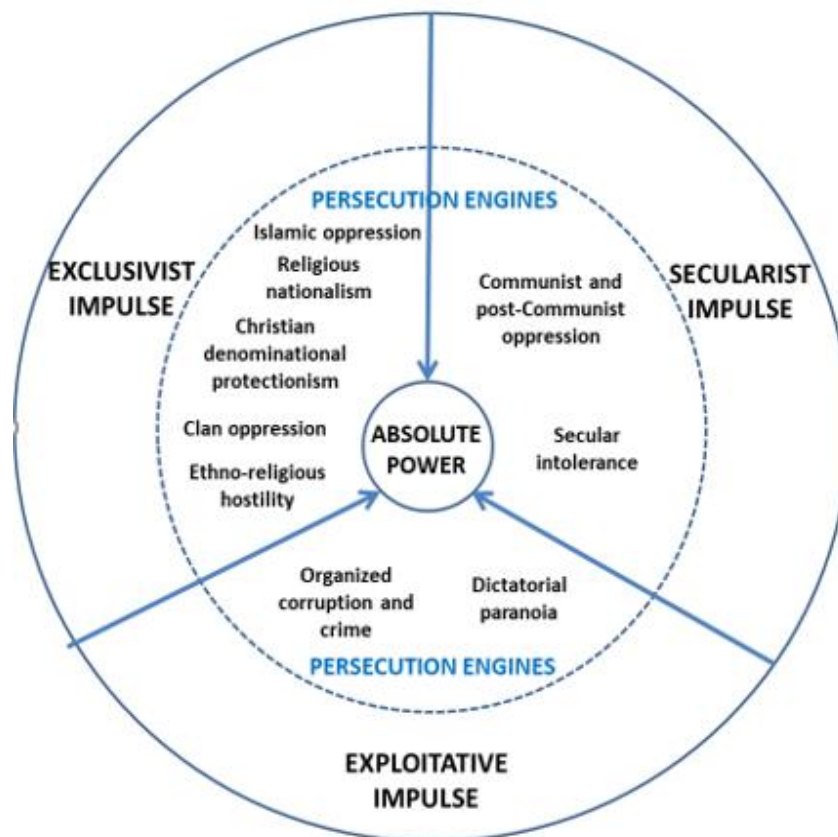 PERSECUTION ENGINES
Islamic oppression
Religious
nationalism
EXCLUSIVIST
IMPULSE
Christian
denominational
protectionism
Clan oppression
Ethno-religious
hostility
Communist and
post-Communist
oppression
SECULARIST
IMPULSE
ABSOLUTE
POWER
Secular
intolerance
Organized
corruption and
crime
Dictatorial
paranoia
PERSECUTION ENGINES
EXPLOITATIVE
IMPULSE